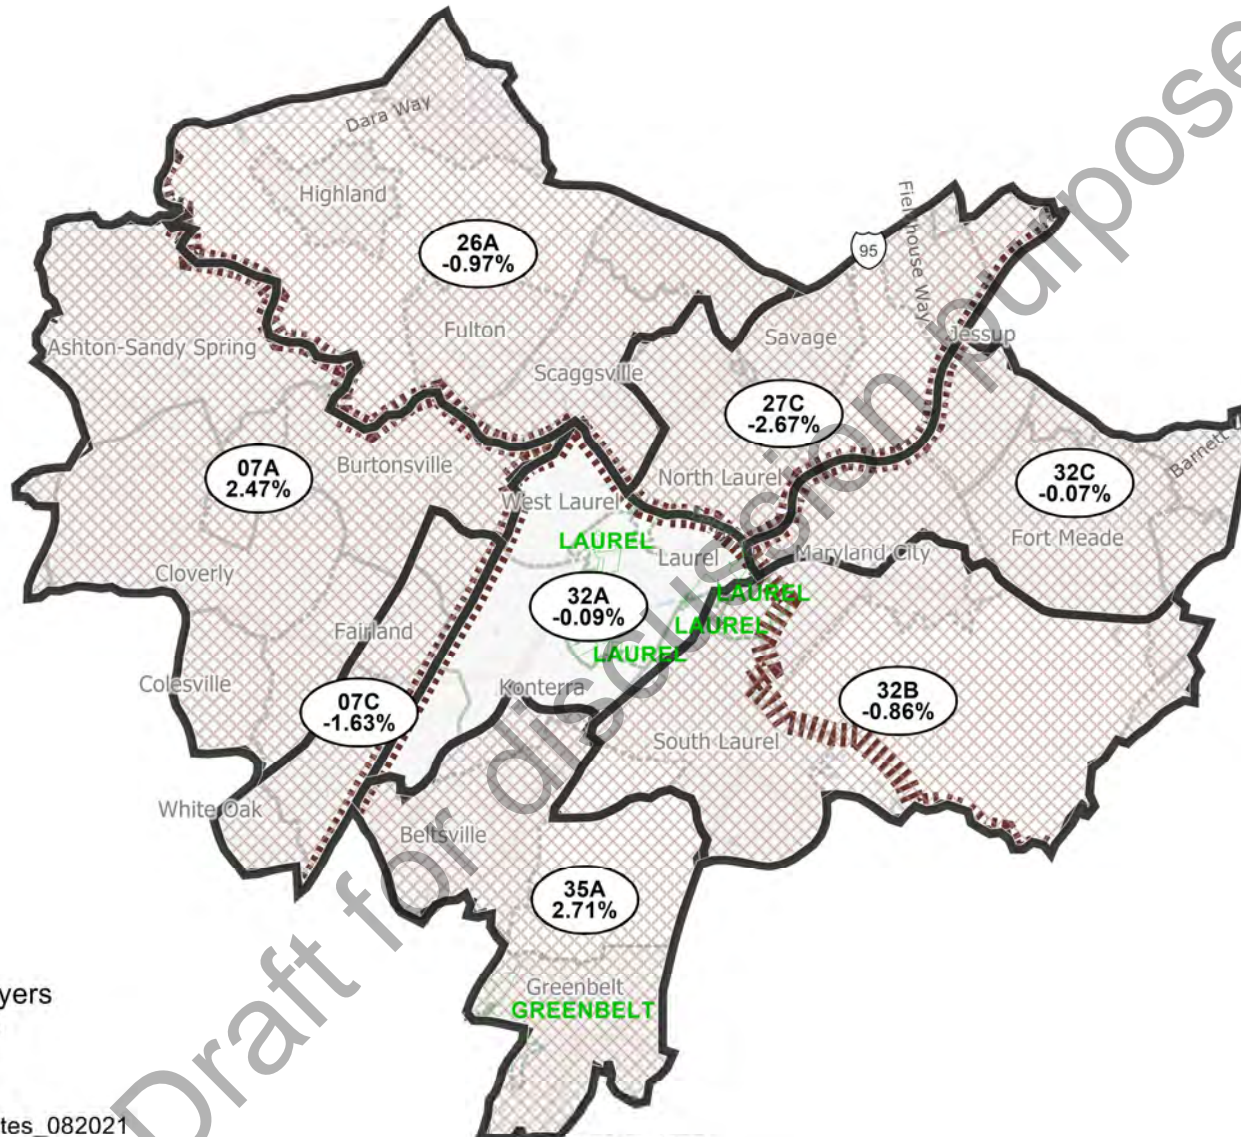 Dara Way
Highland
Fieldhouse Way
95
26A
-0.97%
Fulton
Savage
Jessup
Ashton-Sandy Spring
Scaggsville
27C
-2.67%
Burtonsville
07A
2.47%
North Laurel
32C
-0.07%
Barnett
West Laurel
LAUREL
Laurel
Maryland City
Fort Meade
Cloverly
32A
-0.09%
LAUREL
LAUREL
Fairland
LAUREL
Colesville
Konterra
07C
-1.63%
32B
-0.86%
South Laurel
White Oak
Beltsville
35A
2.71%
Greenbelt
GREENBELT
yers
tes_082021
Draft for discussion purpose